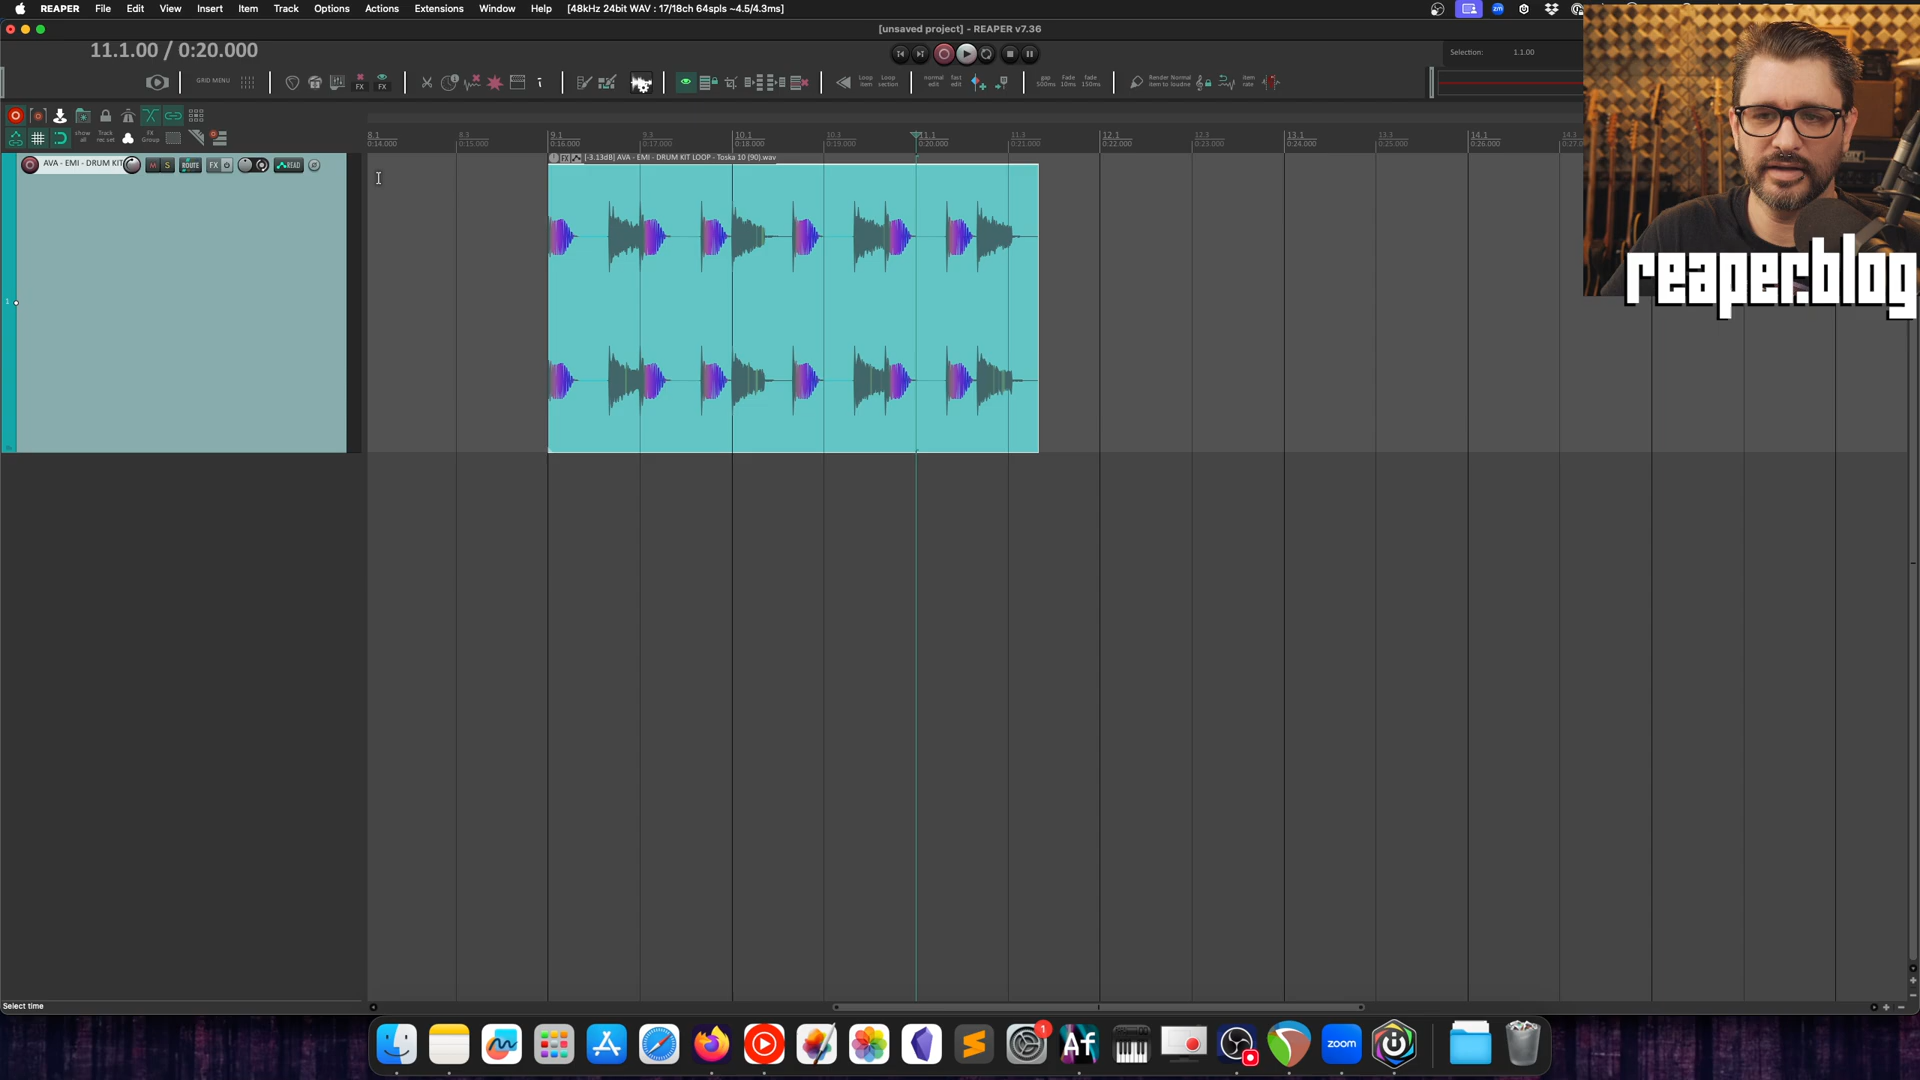 REAPER File Edit View Insert Item Track Options Actions Extensions Window Help [48kHz 24bit WAV : 17/18ch 64spls ~4.5/4.3ms]
[unsaved project] - REAPER v7.36
11.1.00 / 0:20.000
Selection: 1.1.00
GRID MENU
FX FX
Loop item
Loop section
normal edit
fast edit
gap 500ms
Fade 10ms
fade 150ms
Render Normal item to loudne
item rate
show all
Track rec set
FX Group
8.1 8.3 9.1 9.3 10.1 10.3 11.1 11.3 12.1 12.3 13.1 13.3 14.1 14.3
0:14.000 0:15.000 0:16.000 0:17.000 0:18.000 0:19.000 0:20.000 0:21.000 0:22.000 0:23.000 0:24.000 0:25.000 0:26.000 0:27.0
AVA - EMI - DRUM KIT M S ROUTE FX READ
FX [-3.13dB] AVA - EMI - DRUM KIT LOOP - Toska 10 (90).wav
reaper.blog
1
Select time
1
Af
zoom